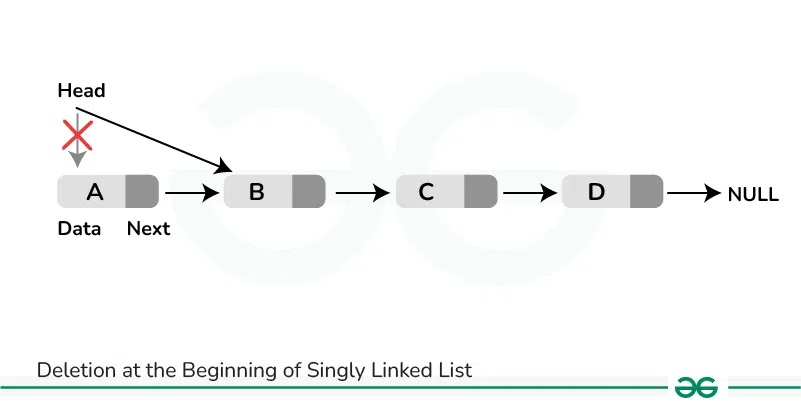 Head
A
B
C
D
NULL
Data Next
Deletion at the Beginning of Singly Linked List